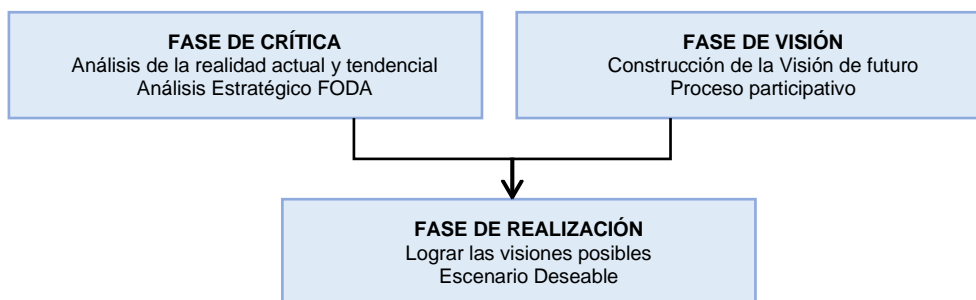 FASE DE CRÍTICA
Análisis de la realidad actual y tendencial
Análisis Estratégico FODA
FASE DE VISIÓN
Construcción de la Visión de futuro
Proceso participativo
FASE DE REALIZACIÓN
Lograr las visiones posibles
Escenario Deseable